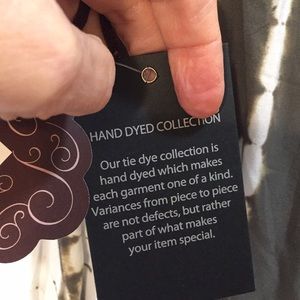 HAND DYED COLLECTION
Our tie dye collection is
hand dyed which makes
each garment one of a kind.
Variances from piece to piece
are not defects, but rather
part of what makes
your item special.